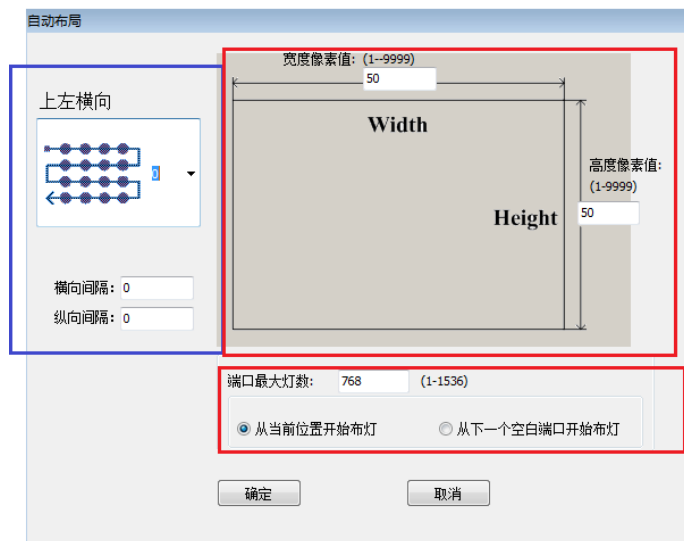 自动布局
宽度像素值: (1--9999)
50
上左横向
0
Width
高度像素值:
(1-9999)
Height
50
横向间隔: 0
纵向间隔: 0
端口最大灯数: 768 (1-1536)
从当前位置开始布灯 从下一个空白端口开始布灯
确定 取消